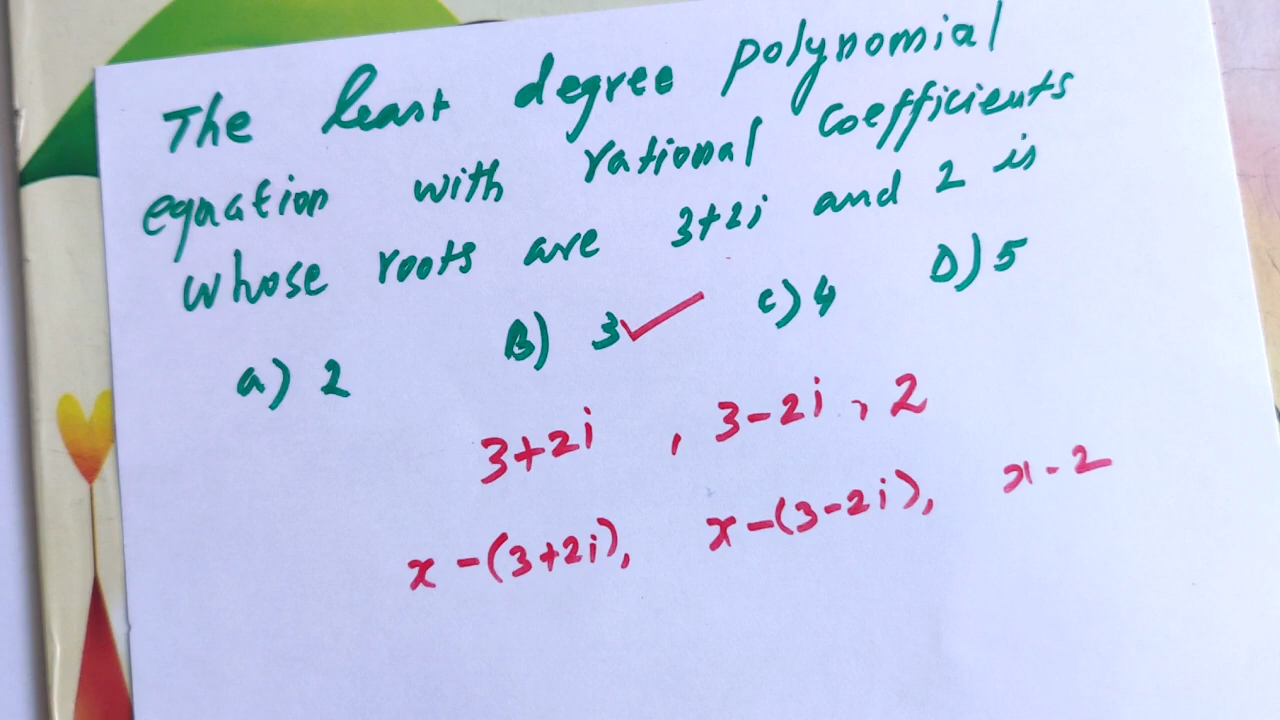 The least degree polynomial
equation with rational coefficients
whose roots are 3+2i and 2 is
a) 2 B) 3✓ c) 4 D) 5
3+2i , 3-2i , 2
x-(3+2i), x-(3-2i), x-2